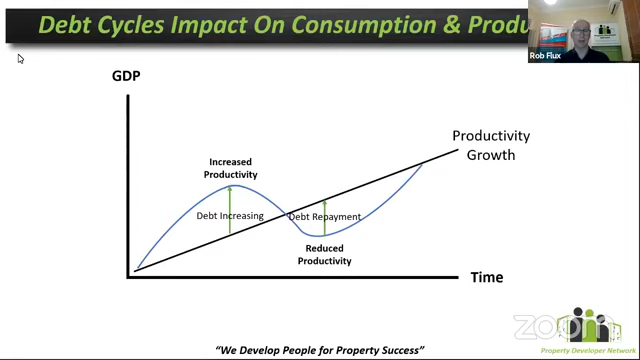 Debt Cycles Impact On Consumption & Produ
Rob Flux
GDP
Productivity
Growth
Increased
Productivity
Debt Increasing
Debt Repayment
Reduced
Productivity
Time
zoom
Property Developer Network
“We Develop People for Property Success”